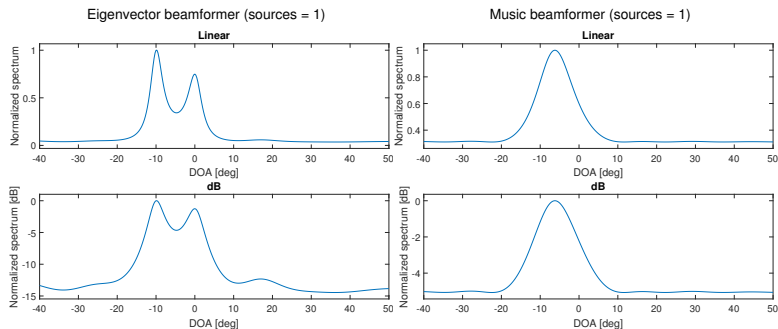 Eigenvector beamformer (sources = 1)
Linear
Normalized spectrum
1
0.5
0
-40 -30 -20 -10 0 10 20 30 40 50
DOA [deg]
dB
Normalized spectrum [dB]
0
-5
-10
-15
-40 -30 -20 -10 0 10 20 30 40 50
DOA [deg]
Music beamformer (sources = 1)
Linear
Normalized spectrum
1
0.8
0.6
0.4
-40 -30 -20 -10 0 10 20 30 40 50
DOA [deg]
dB
Normalized spectrum [dB]
0
-2
-4
-40 -30 -20 -10 0 10 20 30 40 50
DOA [deg]